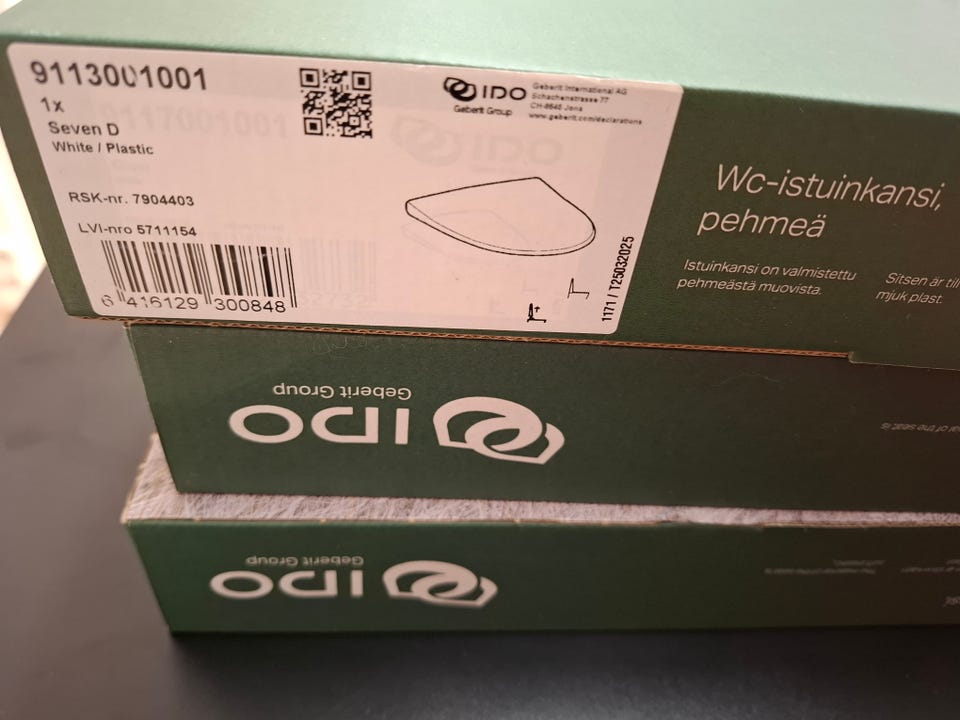 9113001001
1x
Seven D
White / Plastic
RSK-nr. 7904403
LVI-nro 5711154
6 416129 300848
IDO
Geberit Group
Geberit International AG
Schachenstrasse 77
CH-8645 Jona
www.geberit.com/declarations
1171 / T25032025
Wc-istuinkansi,
pehmeä
Istuinkansi on valmistettu
pehmeästä muovista.
Sitsen är
mjuk plast.
Geberit Group
IDO
Geberit Group
IDO